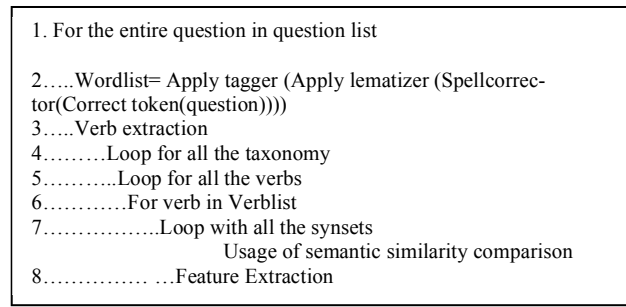 1. For the entire question in question list
2…..Wordlist= Apply tagger (Apply lematizer (Spellcorrec-
tor(Correct token(question))))
3…..Verb extraction
4………Loop for all the taxonomy
5………..Loop for all the verbs
6…………For verb in Verblist
7……………..Loop with all the synsets
Usage of semantic similarity comparison
8…………… …Feature Extraction